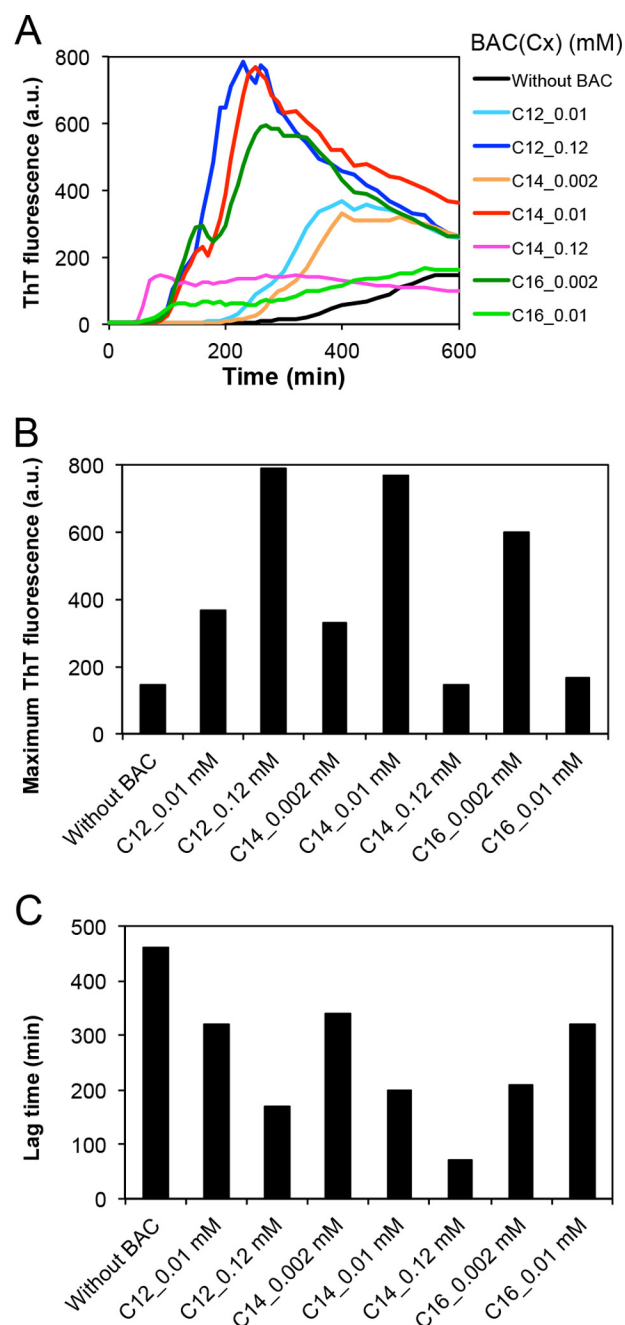 A
BAC(Cx) (mM)
Without BAC
C12_0.01
C12_0.12
C14_0.002
C14_0.01
C14_0.12
C16_0.002
C16_0.01
ThT fluorescence (a.u.)
800
600
400
200
0
0 200 400 600
Time (min)
B
Maximum ThT fluorescence (a.u.)
800
600
400
200
0
Without BAC
C12_0.01 mM
C12_0.12 mM
C14_0.002 mM
C14_0.01 mM
C14_0.12 mM
C16_0.002 mM
C16_0.01 mM
C
Lag time (min)
500
400
300
200
100
0
Without BAC
C12_0.01 mM
C12_0.12 mM
C14_0.002 mM
C14_0.01 mM
C14_0.12 mM
C16_0.002 mM
C16_0.01 mM